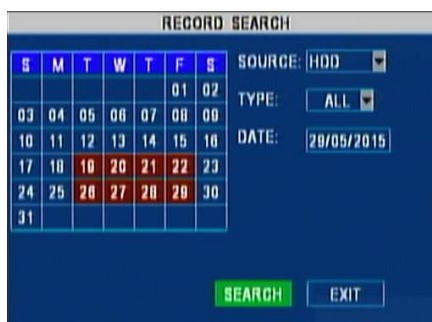 RECORD SEARCH
S M T W T F S
01 02
03 04 05 06 07 08 09
10 11 12 13 14 15 16
17 18 19 20 21 22 23
24 25 26 27 28 29 30
31
SOURCE: HDD
TYPE: ALL
DATE: 29/05/2015
SEARCH EXIT